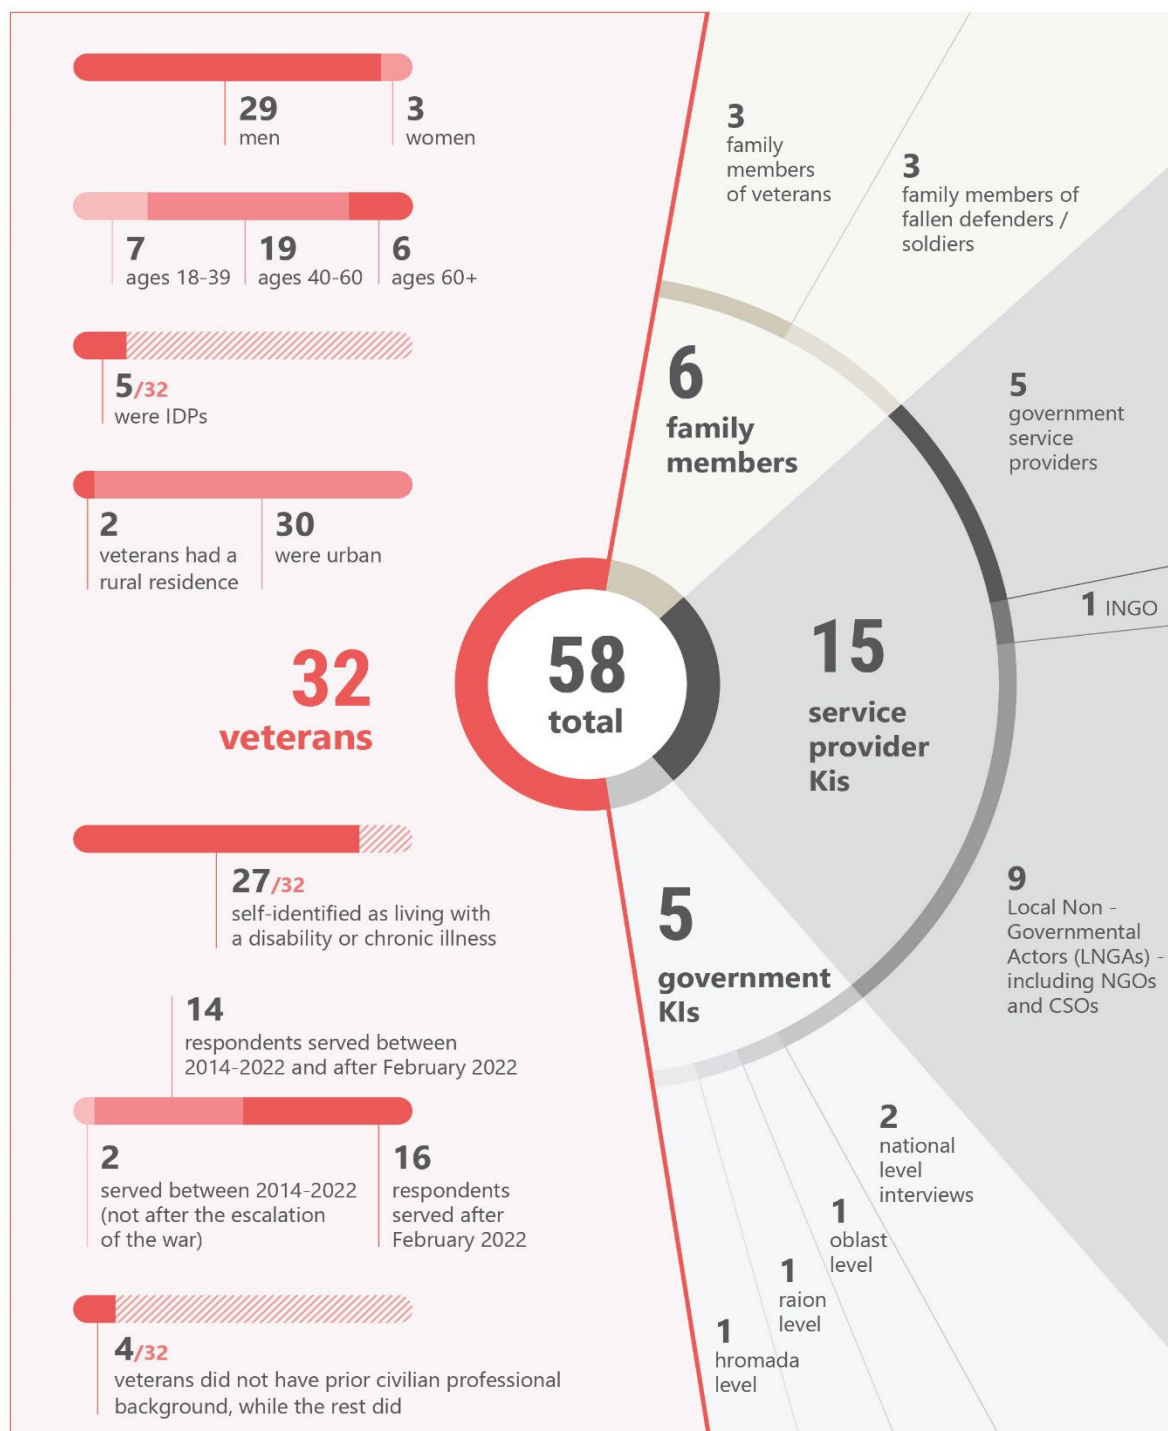 29
men
3
women
7
ages 18-39
19
ages 40-60
6
ages 60+
5/32
were IDPs
2
veterans had a
rural residence
30
were urban
32
veterans
27/32
self-identified as living with
a disability or chronic illness
14
respondents served between
2014-2022 and after February 2022
2
served between 2014-2022
(not after the escalation
of the war)
16
respondents
served after
February 2022
4/32
veterans did not have prior civilian professional
background, while the rest did
58
total
3
family
members
of veterans
3
family members of
fallen defenders /
soldiers
6
family
members
5
government
service
providers
1 INGO
15
service
provider
Kis
9
Local Non -
Governmental
Actors (LNGAs) -
including NGOs
and CSOs
5
government
KIs
2
national
level
interviews
1
oblast
level
1
raion
level
1
hromada
level